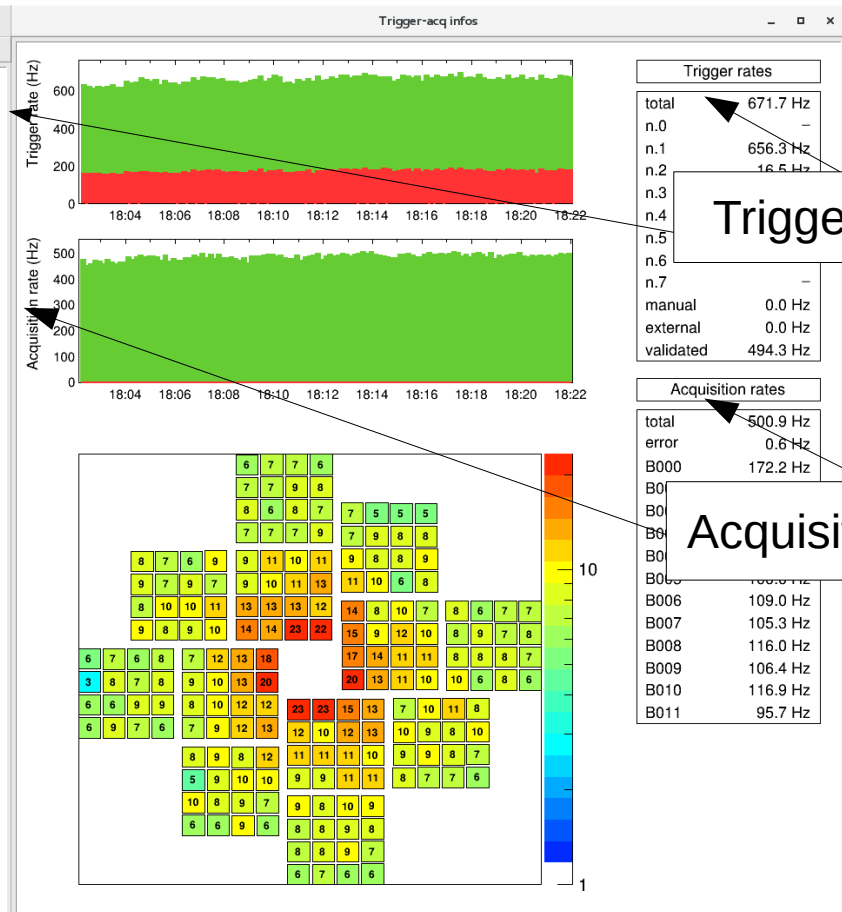 Trigger-acq infos
Trigger rate (Hz)
600
400
200
0
18:04 18:06 18:08 18:10 18:12 18:14 18:16 18:18 18:20 18:22
Acquisition rate (Hz)
500
400
300
200
100
0
18:04 18:06 18:08 18:10 18:12 18:14 18:16 18:18 18:20 18:22
Trigger rates
total 671.7 Hz
n.0 –
n.1 656.3 Hz
n.2 16.5 Hz
n.3
n.4
n.5
n.6
n.7 –
manual 0.0 Hz
external 0.0 Hz
validated 494.3 Hz
Trigge
Acquisition rates
total 500.9 Hz
error 0.6 Hz
B000 172.2 Hz
Acquisi
B006 109.0 Hz
B007 105.3 Hz
B008 116.0 Hz
B009 106.4 Hz
B010 116.9 Hz
B011 95.7 Hz
6 7 7 6
7 7 9 8
8 6 8 7
7 7 7 9
7 5 5 5
7 9 8 8
9 8 8 9
11 10 6 8
8 7 6 9
9 7 9 7
8 10 10 11
9 8 9 10
9 11 10 11
9 10 11 13
13 13 13 12
14 14 23 22
14 8 10 7
15 9 12 10
17 14 11 11
20 13 11 10
8 6 7 7
8 9 7 8
8 8 8 7
10 6 8 6
6 7 6 8
3 8 7 8
6 6 9 9
6 9 7 6
7 12 13 18
9 10 13 20
8 10 12 12
7 9 12 13
23 23 15 13
12 10 12 13
11 11 11 10
9 9 11 11
7 10 11 8
10 9 8 10
9 9 8 7
8 7 7 6
8 9 8 12
5 9 10 10
10 8 9 7
6 6 9 6
9 8 10 9
8 8 9 8
8 8 9 7
6 7 6 6
10
1